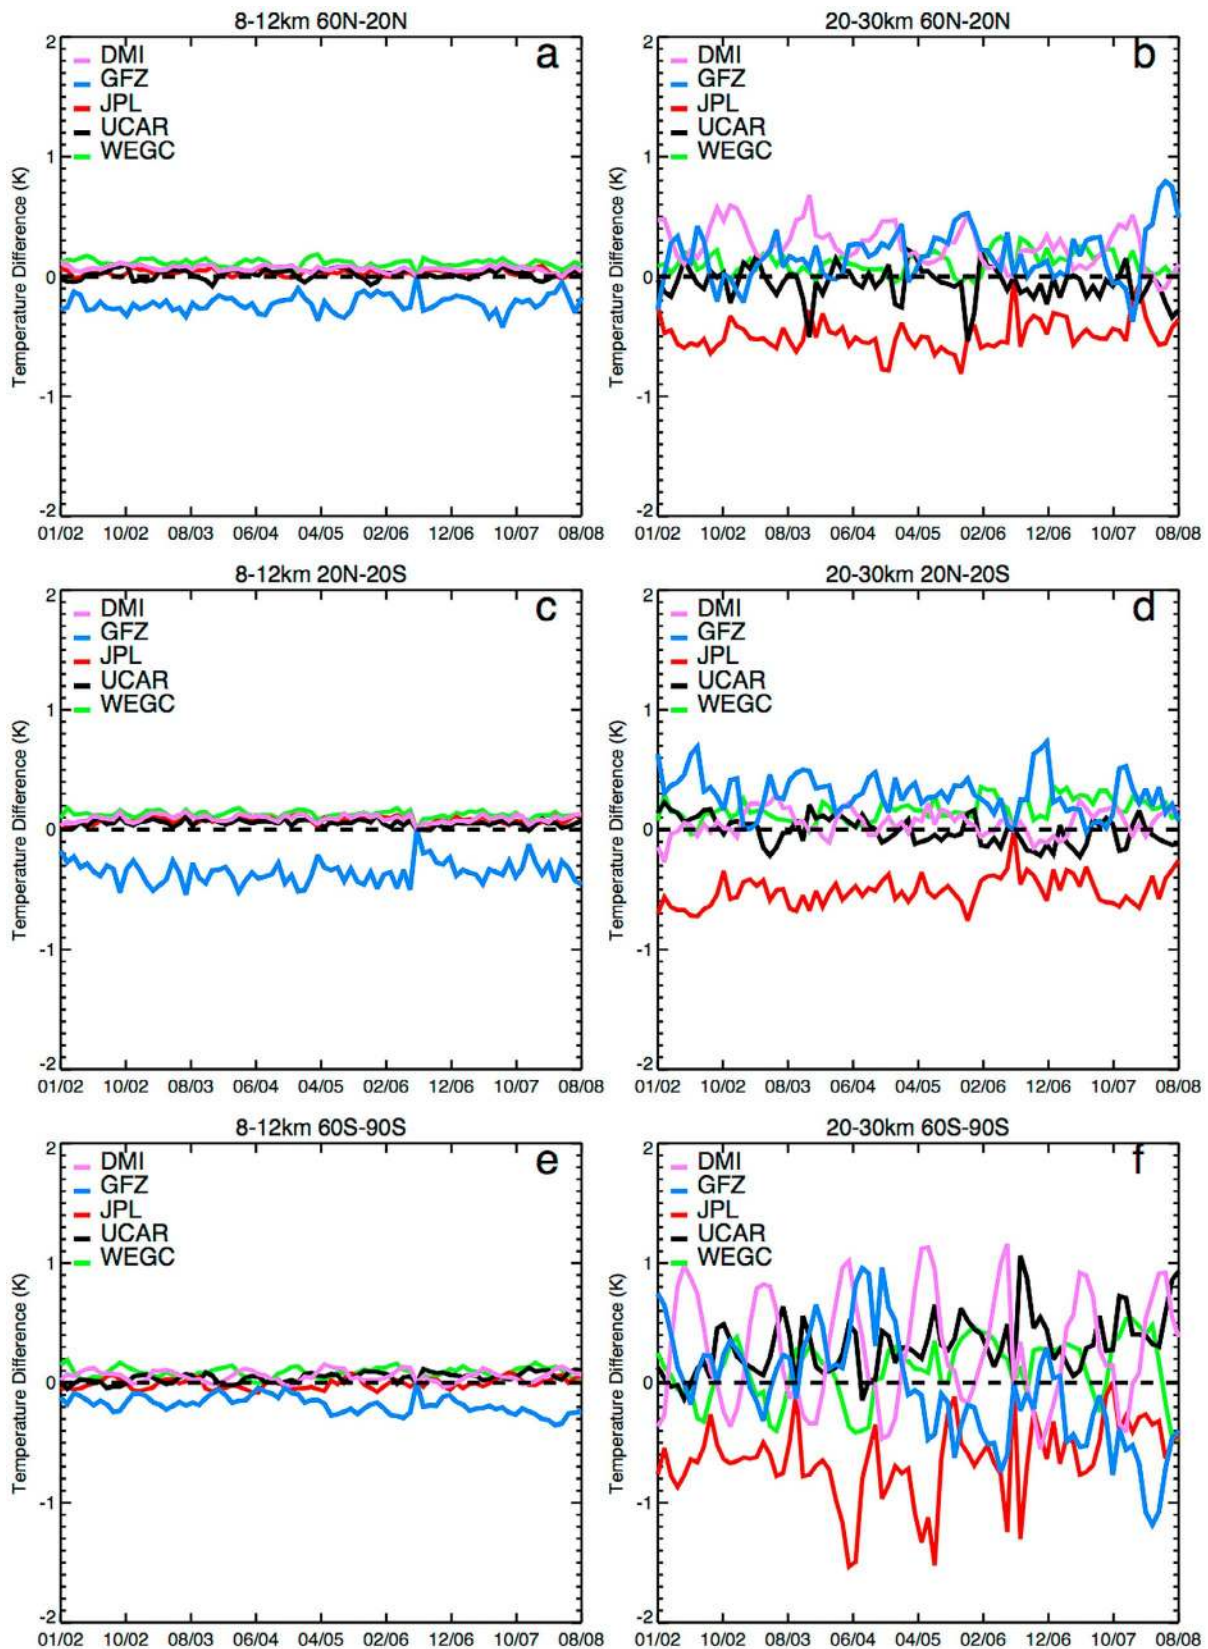 8-12km 60N-20N
a
2
1
0
-1
-2
Temperature Difference (K)
DMI
GFZ
JPL
UCAR
WEGC
01/02 10/02 08/03 06/04 04/05 02/06 12/06 10/07 08/08
20-30km 60N-20N
b
2
1
0
-1
-2
Temperature Difference (K)
DMI
GFZ
JPL
UCAR
WEGC
01/02 10/02 08/03 06/04 04/05 02/06 12/06 10/07 08/08
8-12km 20N-20S
c
2
1
0
-1
-2
Temperature Difference (K)
DMI
GFZ
JPL
UCAR
WEGC
01/02 10/02 08/03 06/04 04/05 02/06 12/06 10/07 08/08
20-30km 20N-20S
d
2
1
0
-1
-2
Temperature Difference (K)
DMI
GFZ
JPL
UCAR
WEGC
01/02 10/02 08/03 06/04 04/05 02/06 12/06 10/07 08/08
8-12km 60S-90S
e
2
1
0
-1
-2
Temperature Difference (K)
DMI
GFZ
JPL
UCAR
WEGC
01/02 10/02 08/03 06/04 04/05 02/06 12/06 10/07 08/08
20-30km 60S-90S
f
2
1
0
-1
-2
Temperature Difference (K)
DMI
GFZ
JPL
UCAR
WEGC
01/02 10/02 08/03 06/04 04/05 02/06 12/06 10/07 08/08